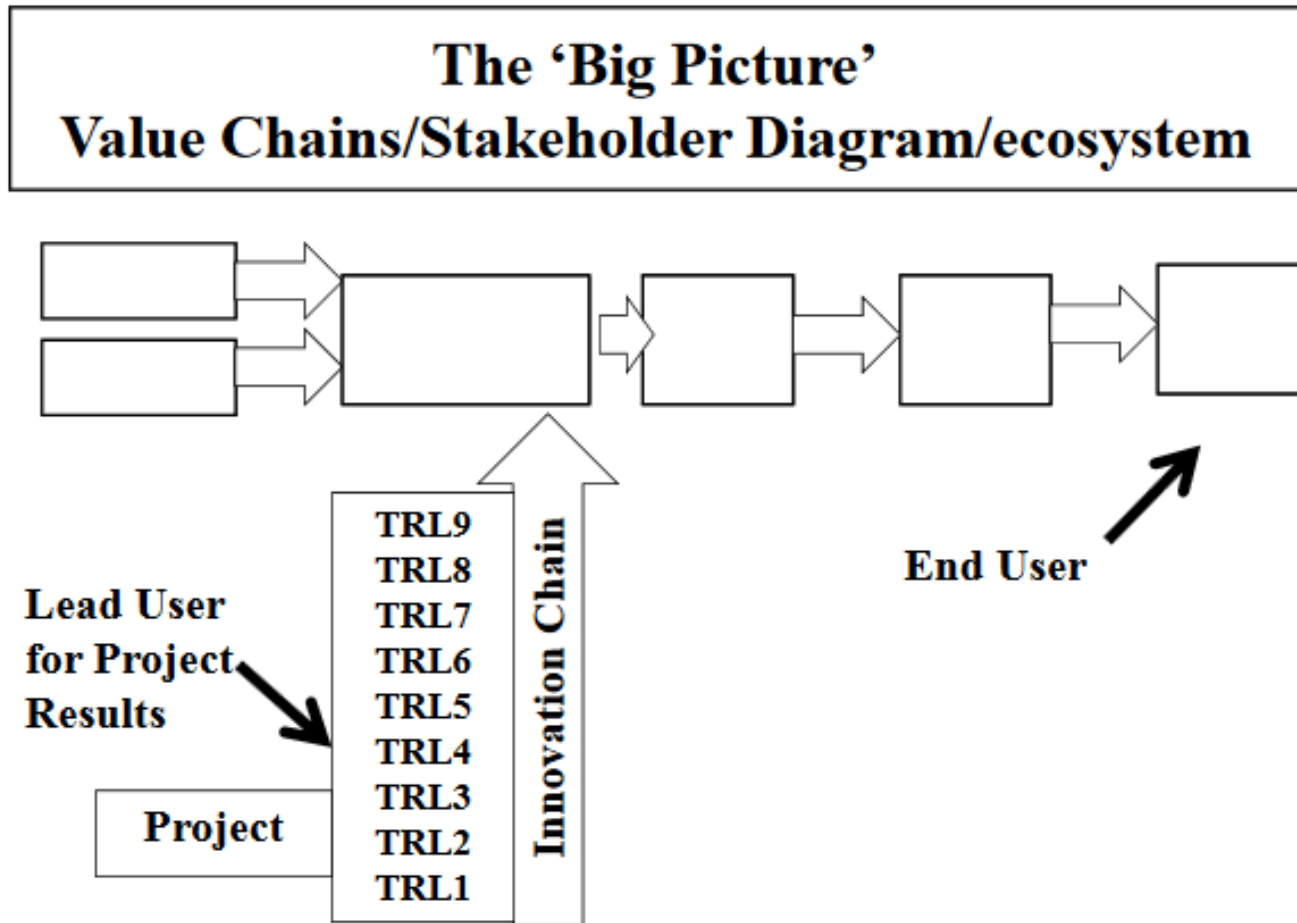 The ‘Big Picture’
Value Chains/Stakeholder Diagram/ecosystem
Lead User
for Project
Results
Project
TRL9
TRL8
TRL7
TRL6
TRL5
TRL4
TRL3
TRL2
TRL1
Innovation Chain
End User